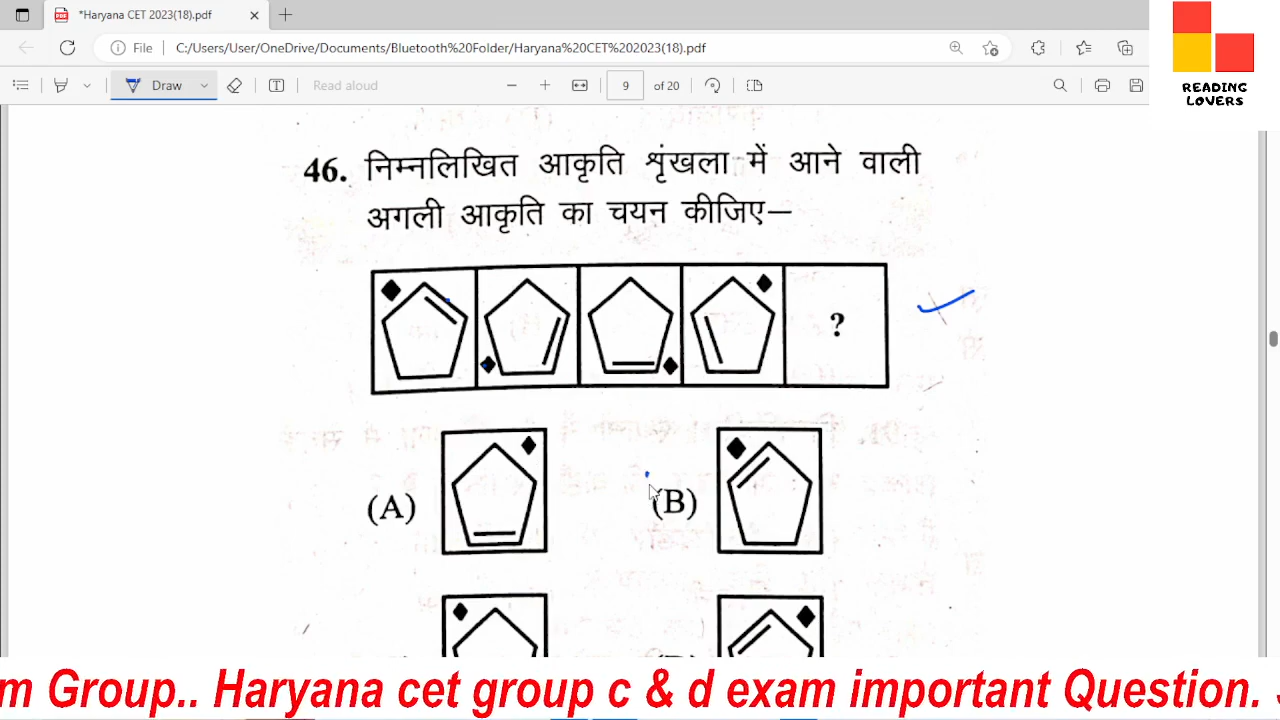 *Haryana CET 2023(18).pdf
File C:/Users/User/OneDrive/Documents/Bluetooth%20Folder/Haryana%20CET%202023(18).pdf
Draw Read aloud 9 of 20
READING
LOVERS
46. निम्नलिखित आकृति शृंखला में आने वाली
अगली आकृति का चयन कीजिए–
?
(A) (B)
m Group.. Haryana cet group c & d exam important Question.